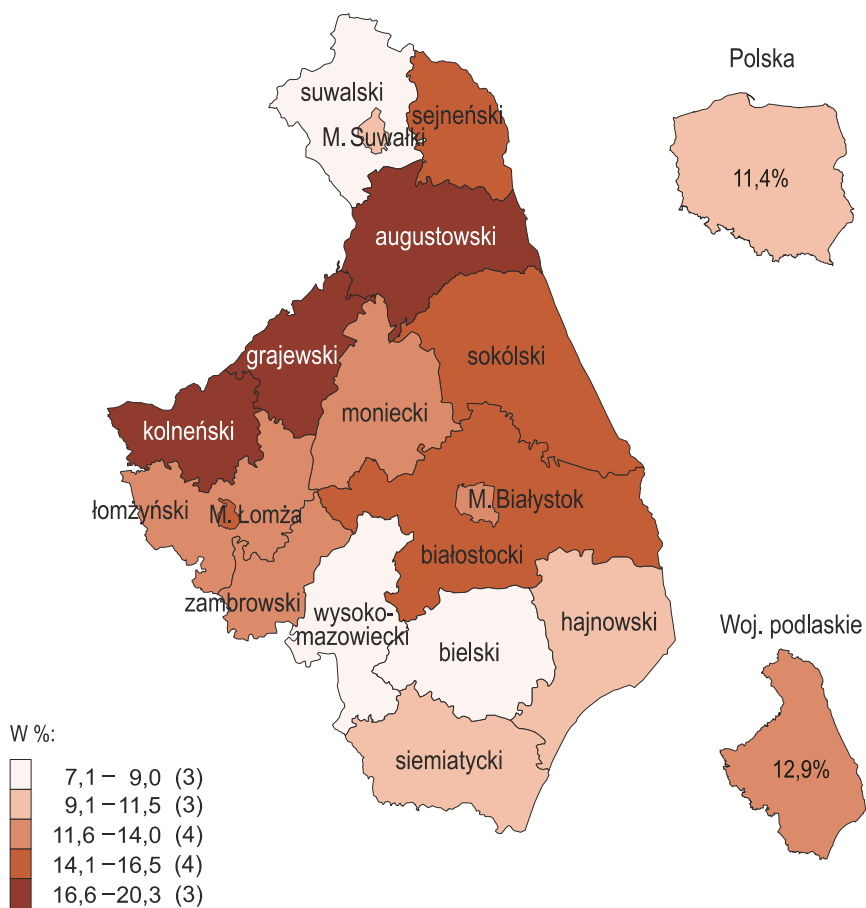 Polska
11,4%
suwalski
sejneński
M. Suwałki
augustowski
grajewski
sokólski
kolneński
moniecki
łomżyński
M. Łomża
M. Białystok
białostocki
zambrowski
wysoko-
mazowiecki
hajnowski
bielski
siemiatycki
Woj. podlaskie
12,9%
W %:
7,1 – 9,0 (3)
9,1 – 11,5 (3)
11,6 – 14,0 (4)
14,1 – 16,5 (4)
16,6 – 20,3 (3)